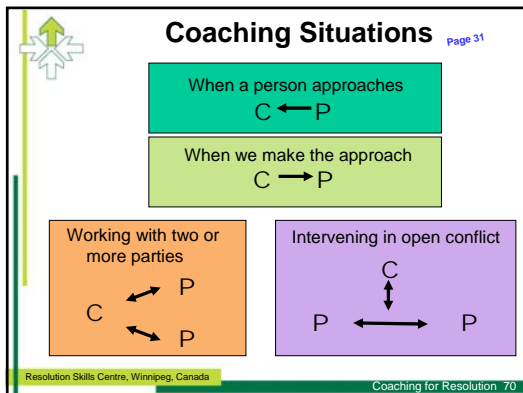 Coaching Situations
Page 31
When a person approaches
C P
When we make the approach
C P
Working with two or
more parties
P
C
P
Intervening in open conflict
C
P P
Resolution Skills Centre, Winnipeg, Canada
Coaching for Resolution 70